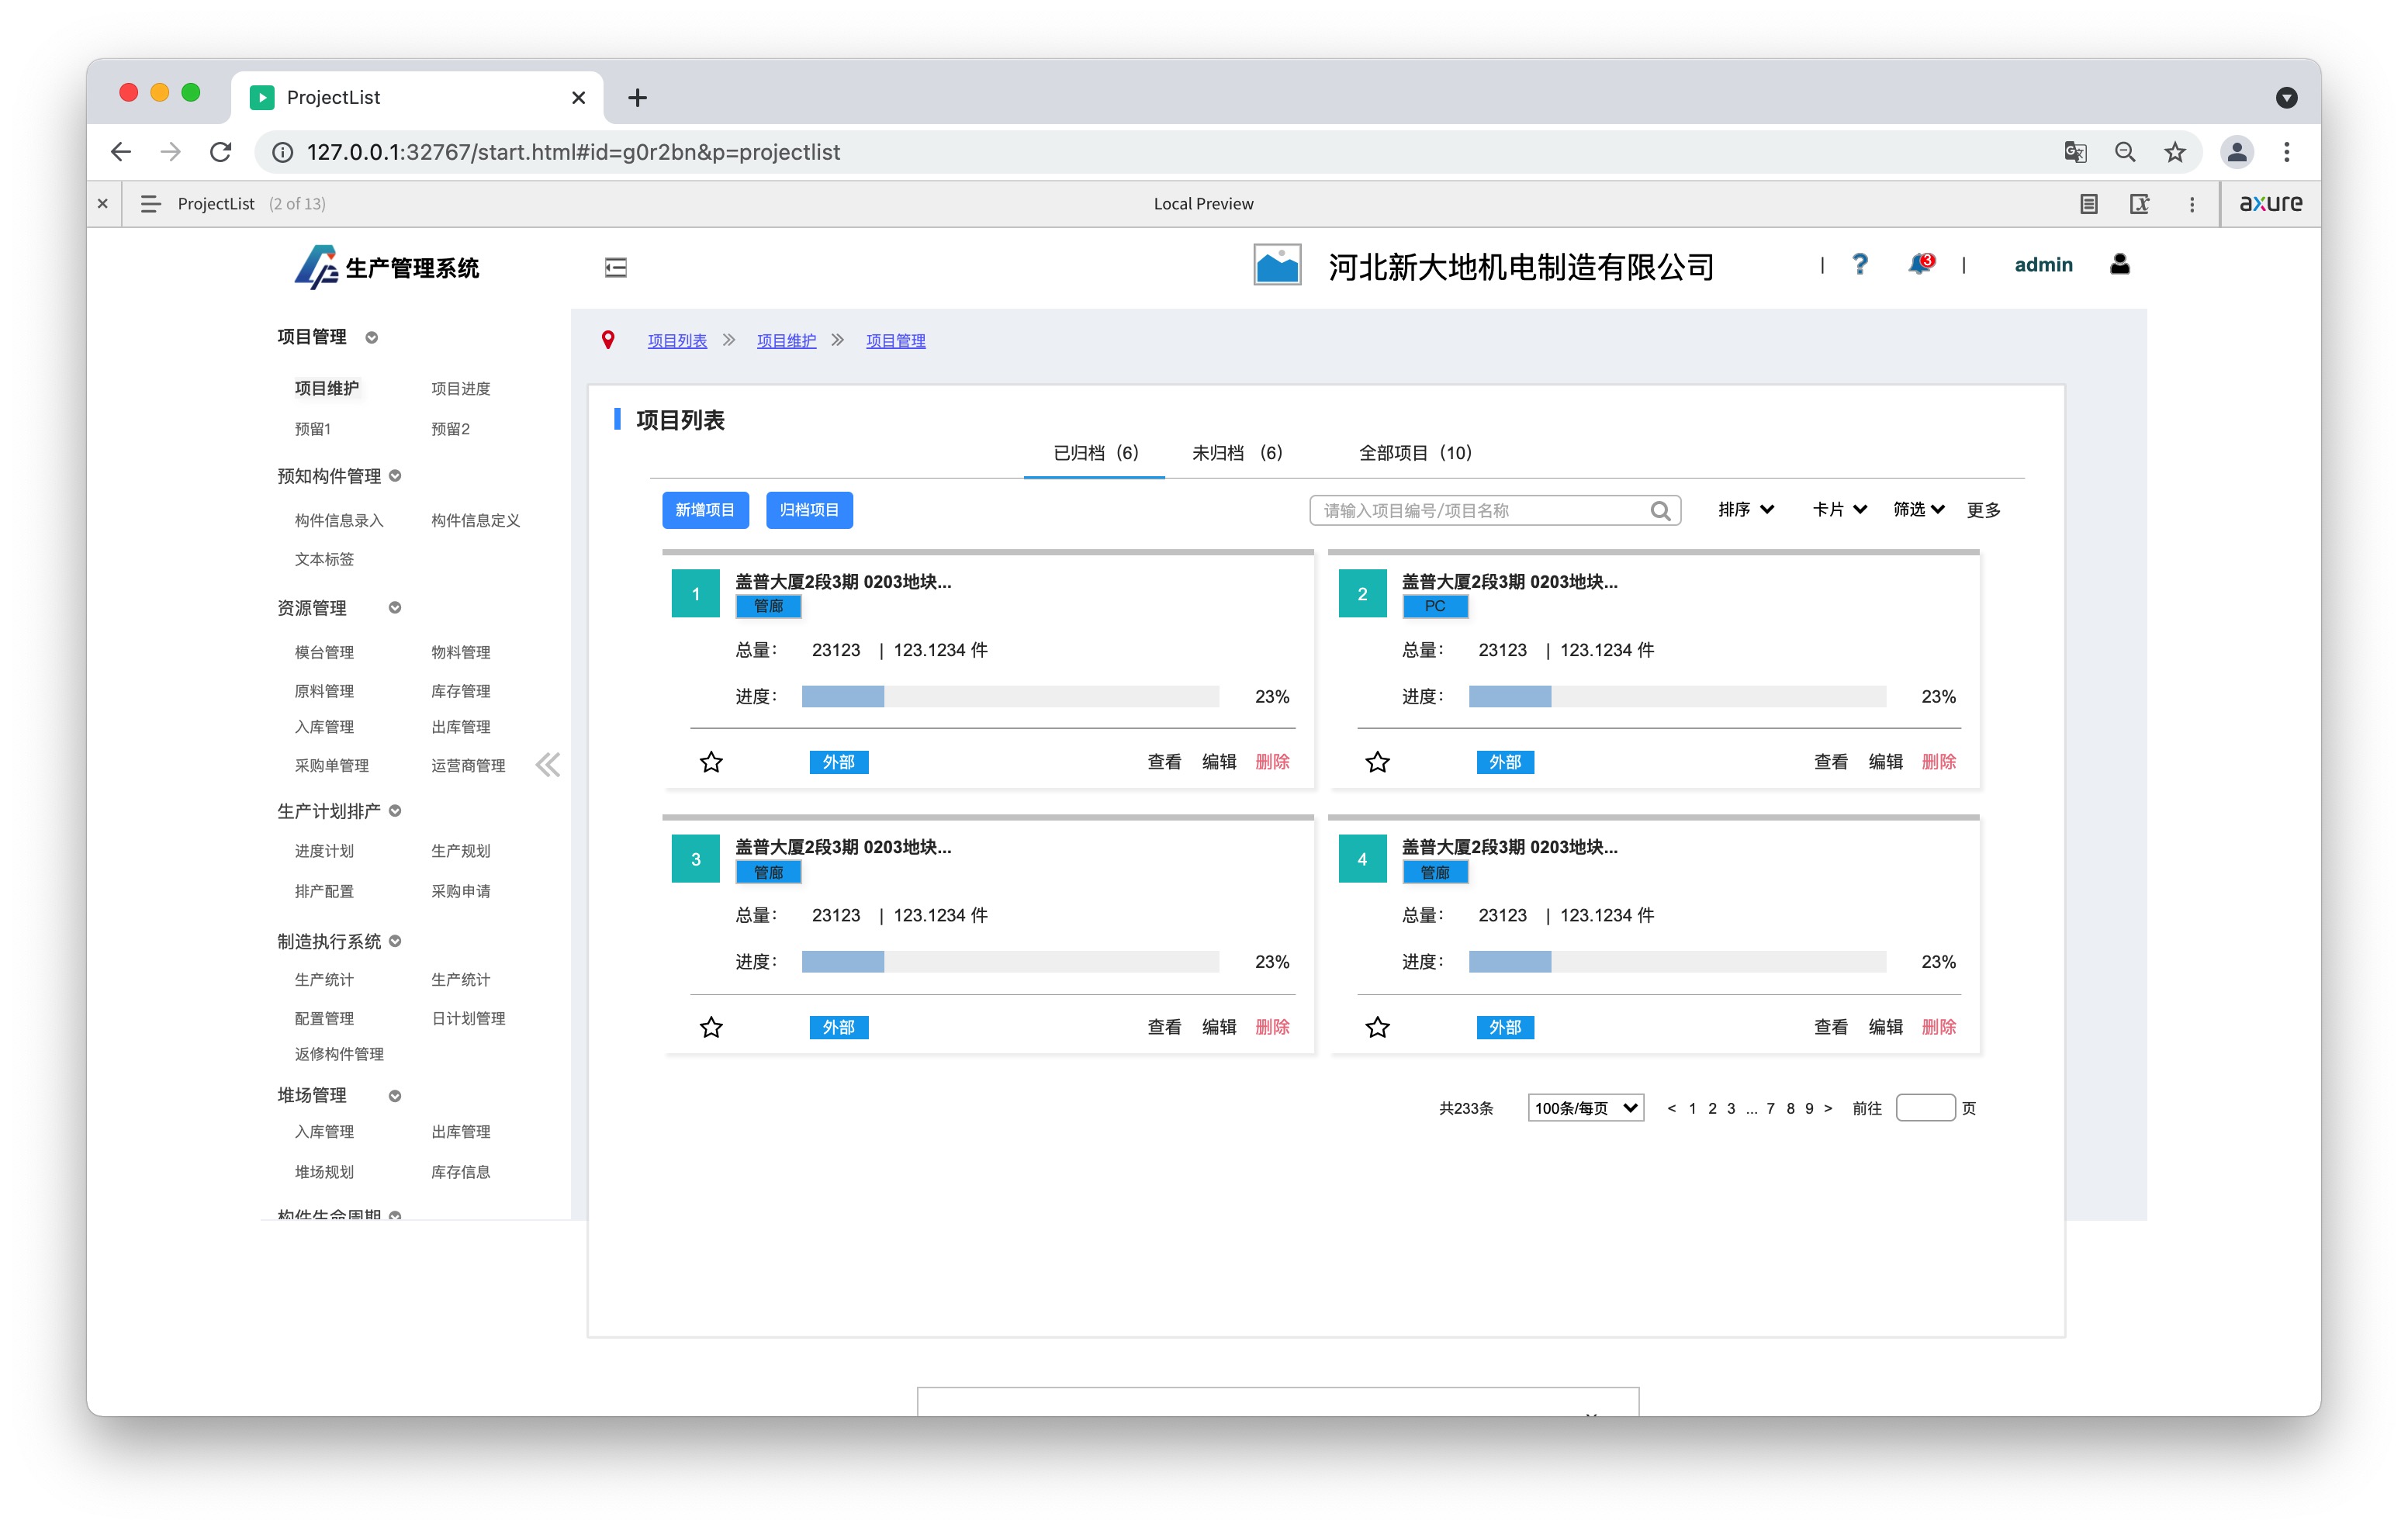 ProjectList
127.0.0.1:32767/start.html#id=g0r2bn&p=projectlist
ProjectList (2 of 13)
Local Preview
axure
生产管理系统
河北新大地机电制造有限公司
| ? 3 | admin
项目管理
项目维护 项目进度
预留1 预留2
预知构件管理
构件信息录入 构件信息定义
文本标签
资源管理
模台管理 物料管理
原料管理 库存管理
入库管理 出库管理
采购单管理 运营商管理
生产计划排产
进度计划 生产规划
排产配置 采购申请
制造执行系统
生产统计 生产统计
配置管理 日计划管理
返修构件管理
堆场管理
入库管理 出库管理
堆场规划 库存信息
构件生命周期
项目列表 项目维护 项目管理
项目列表
已归档（6） 未归档 （6） 全部项目（10）
新增项目 归档项目 请输入项目编号/项目名称 排序 卡片 筛选 更多
1 盖普大厦2段3期 0203地块...
管廊
总量： 23123 | 123.1234 件
进度： 23%
外部 查看 编辑 删除
2 盖普大厦2段3期 0203地块...
PC
总量： 23123 | 123.1234 件
进度： 23%
外部 查看 编辑 删除
3 盖普大厦2段3期 0203地块...
管廊
总量： 23123 | 123.1234 件
进度： 23%
外部 查看 编辑 删除
4 盖普大厦2段3期 0203地块...
管廊
总量： 23123 | 123.1234 件
进度： 23%
外部 查看 编辑 删除
共233条 100条/每页 < 1 2 3 ... 7 8 9 > 前往 页